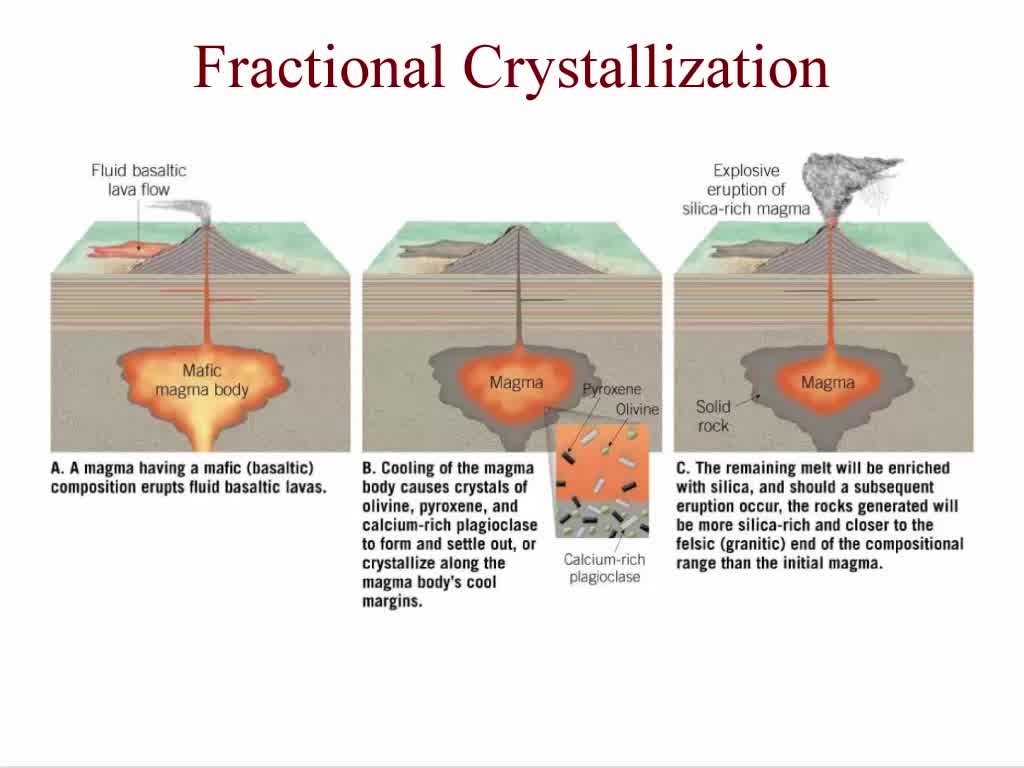 Fractional Crystallization
Fluid basaltic
lava flow
Mafic
magma body
A. A magma having a mafic (basaltic)
composition erupts fluid basaltic lavas.
Magma
Pyroxene
Olivine
Calcium-rich
plagioclase
B. Cooling of the magma
body causes crystals of
olivine, pyroxene, and
calcium-rich plagioclase
to form and settle out, or
crystallize along the
magma body's cool
margins.
Explosive
eruption of
silica-rich magma
Magma
Solid
rock
C. The remaining melt will be enriched
with silica, and should a subsequent
eruption occur, the rocks generated will
be more silica-rich and closer to the
felsic (granitic) end of the compositional
range than the initial magma.